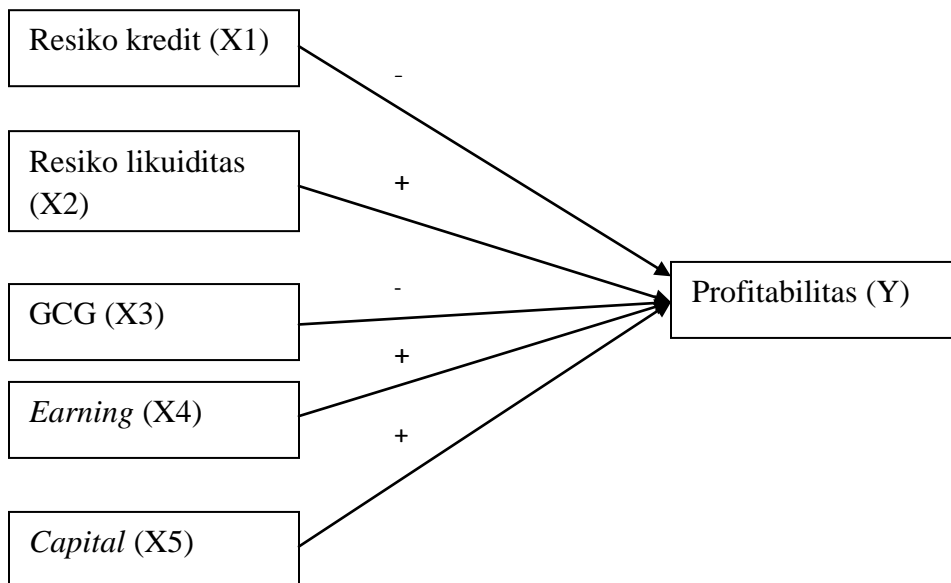 Resiko kredit (X1)
-
Resiko likuiditas
(X2)
+
GCG (X3)
-
Profitabilitas (Y)
+
Earning (X4)
+
Capital (X5)